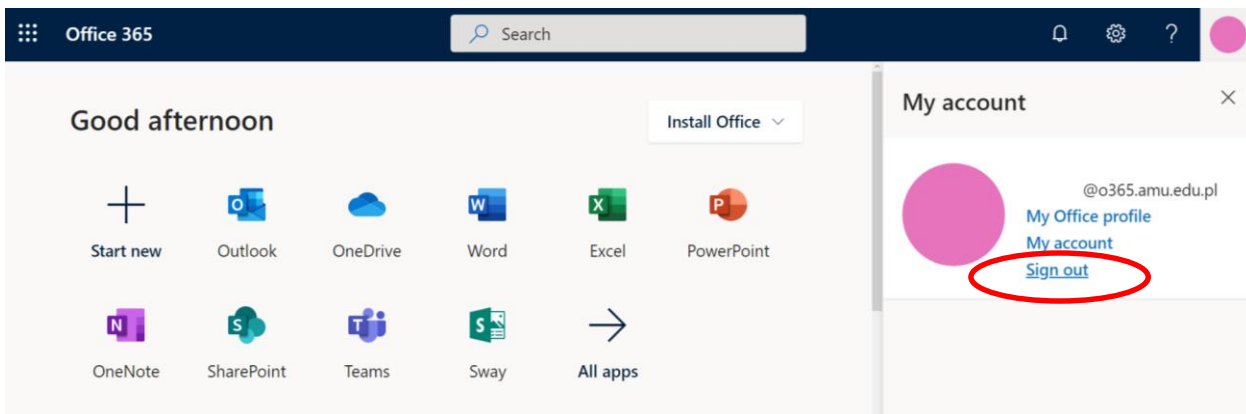 Office 365
Search
?
Good afternoon
Install Office
My account
@o365.amu.edu.pl
My Office profile
My account
Sign out
Start new
Outlook
OneDrive
Word
Excel
PowerPoint
OneNote
SharePoint
Teams
Sway
All apps